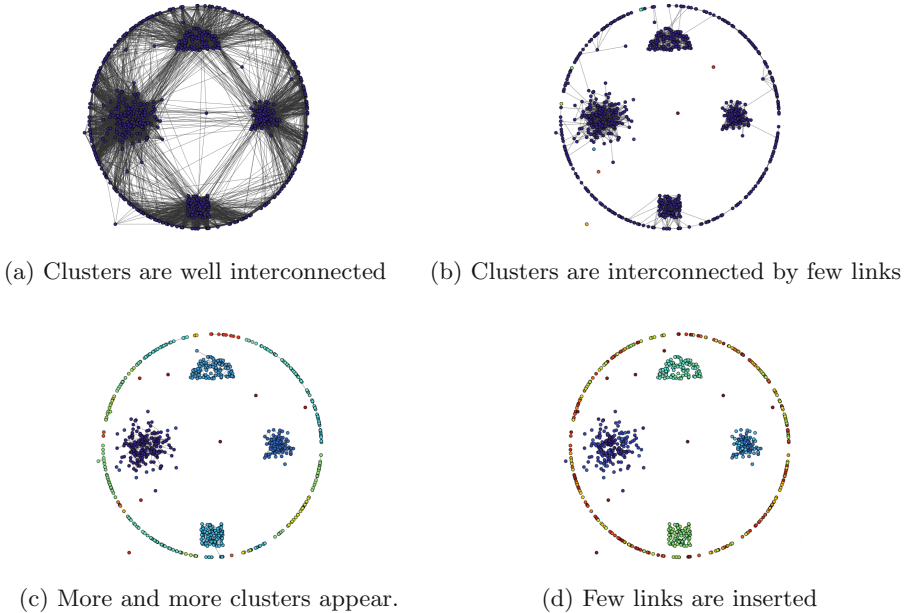 (a) Clusters are well interconnected
(b) Clusters are interconnected by few links
(c) More and more clusters appear.
(d) Few links are inserted